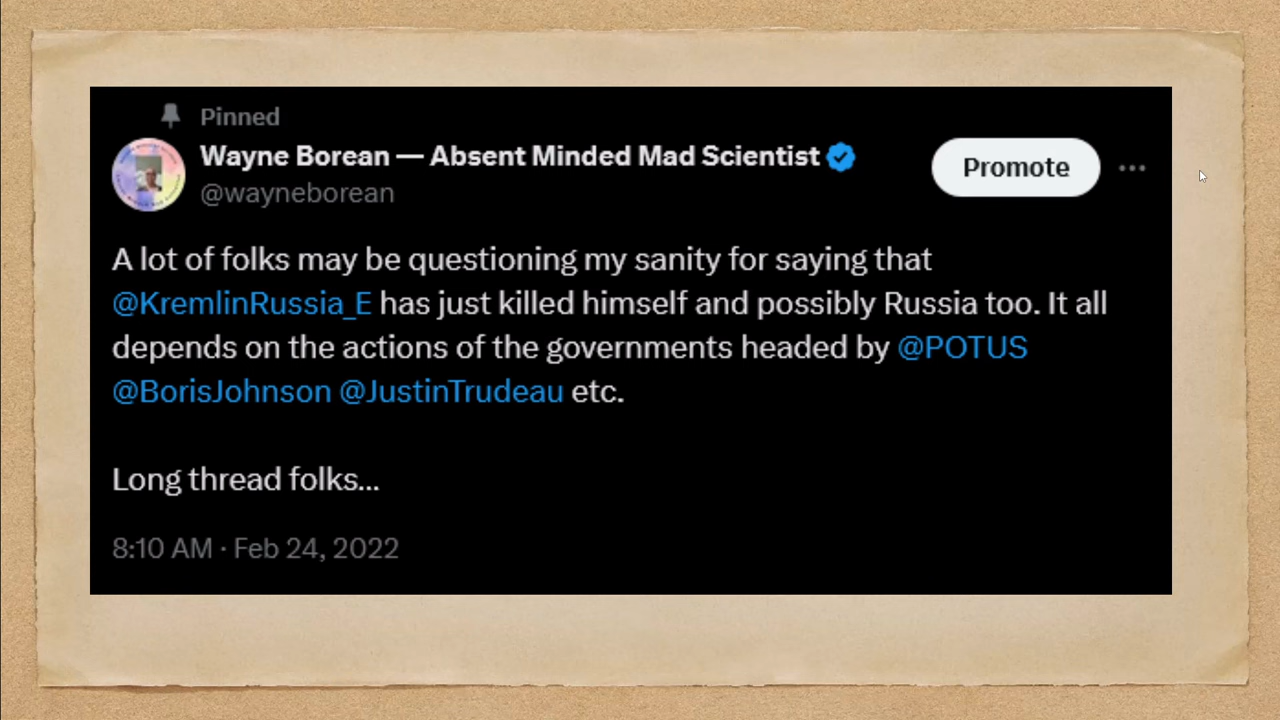 Pinned
Wayne Borean — Absent Minded Mad Scientist
@wayneborean
Promote
A lot of folks may be questioning my sanity for saying that
@KremlinRussia_E has just killed himself and possibly Russia too. It all
depends on the actions of the governments headed by @POTUS
@BorisJohnson @JustinTrudeau etc.
Long thread folks...
8:10 AM · Feb 24, 2022